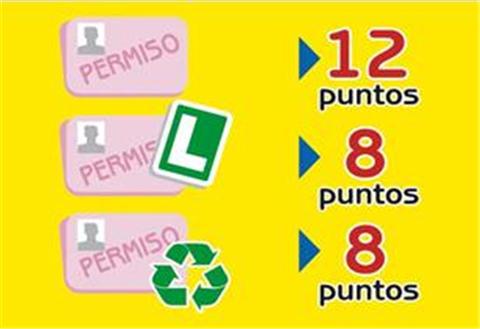 PERMISO
12
puntos
PERMISO
L
8
puntos
PERMISO
8
puntos